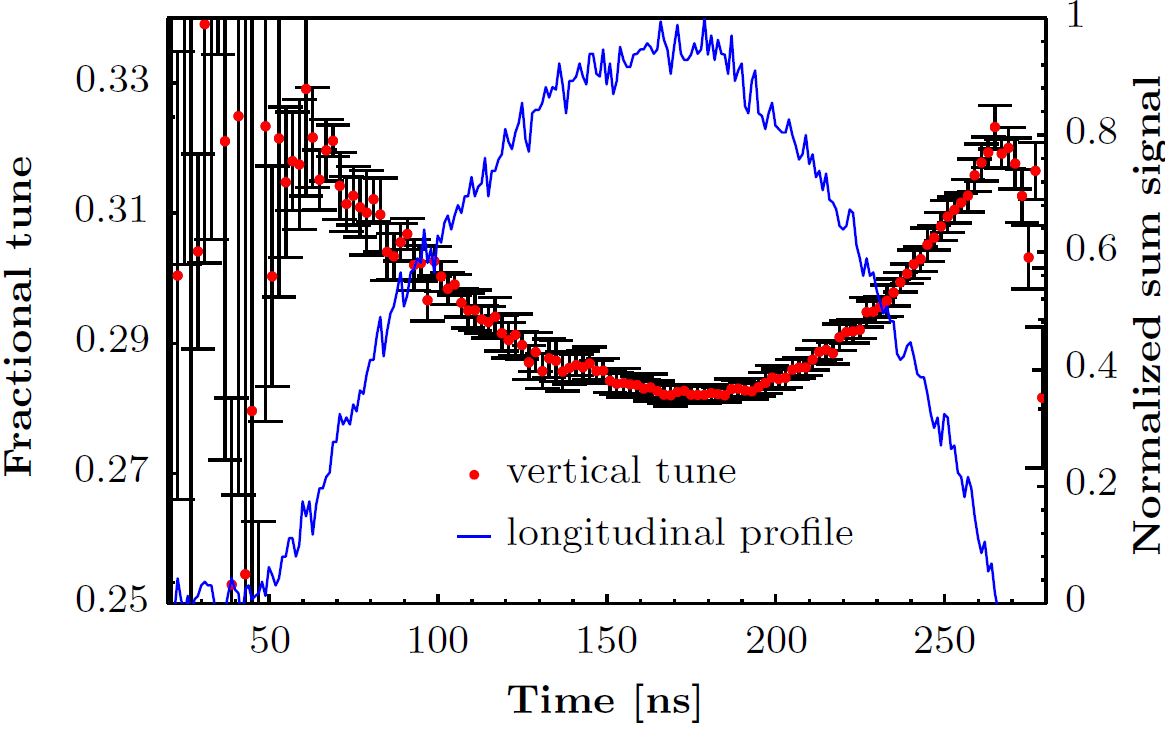 Fractional tune
0.33
0.31
0.29
0.27
0.25
1
0.8
0.6
0.4
0.2
0
Normalized sum signal
vertical tune
longitudinal profile
50 100 150 200 250
Time [ns]